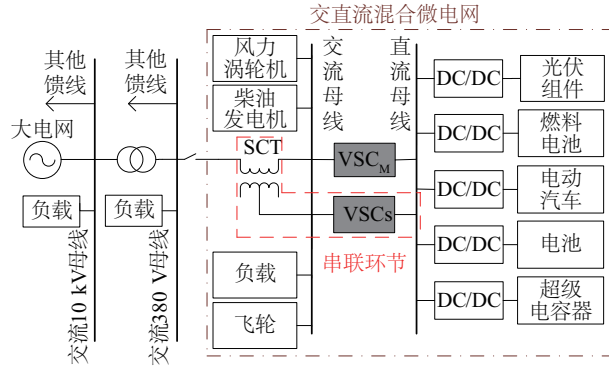 交直流混合微电网
其他
馈线
其他
馈线
大电网
负载
负载
交流10 kV母线
交流380 V母线
风力
涡轮机
柴油
发电机
SCT
交流母线
直流母线
VSC_M
VSCs
串联环节
负载
飞轮
DC/DC
光伏
组件
DC/DC
燃料
电池
DC/DC
电动
汽车
DC/DC
电池
DC/DC
超级
电容器